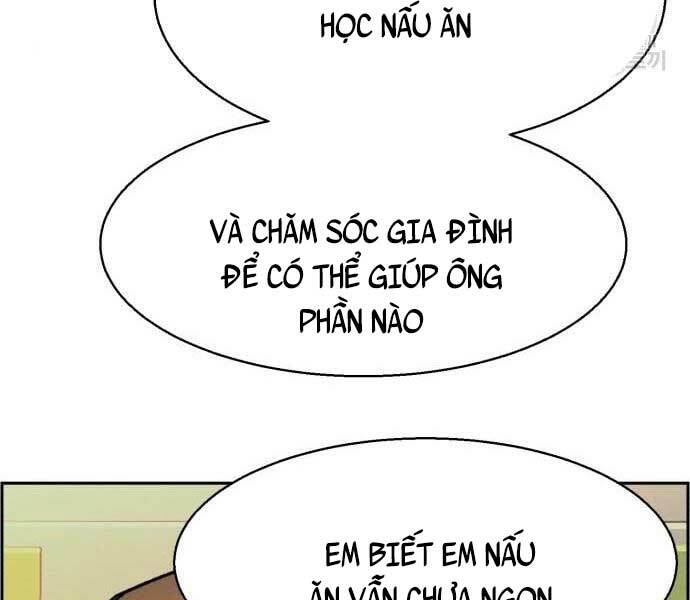 HỌC NẤU ĂN
VÀ CHĂM SÓC GIA ĐÌNH
ĐỂ CÓ THỂ GIÚP ÔNG
PHẦN NÀO
EM BIẾT EM NẤU
ĂN VẪN CHƯA NGON